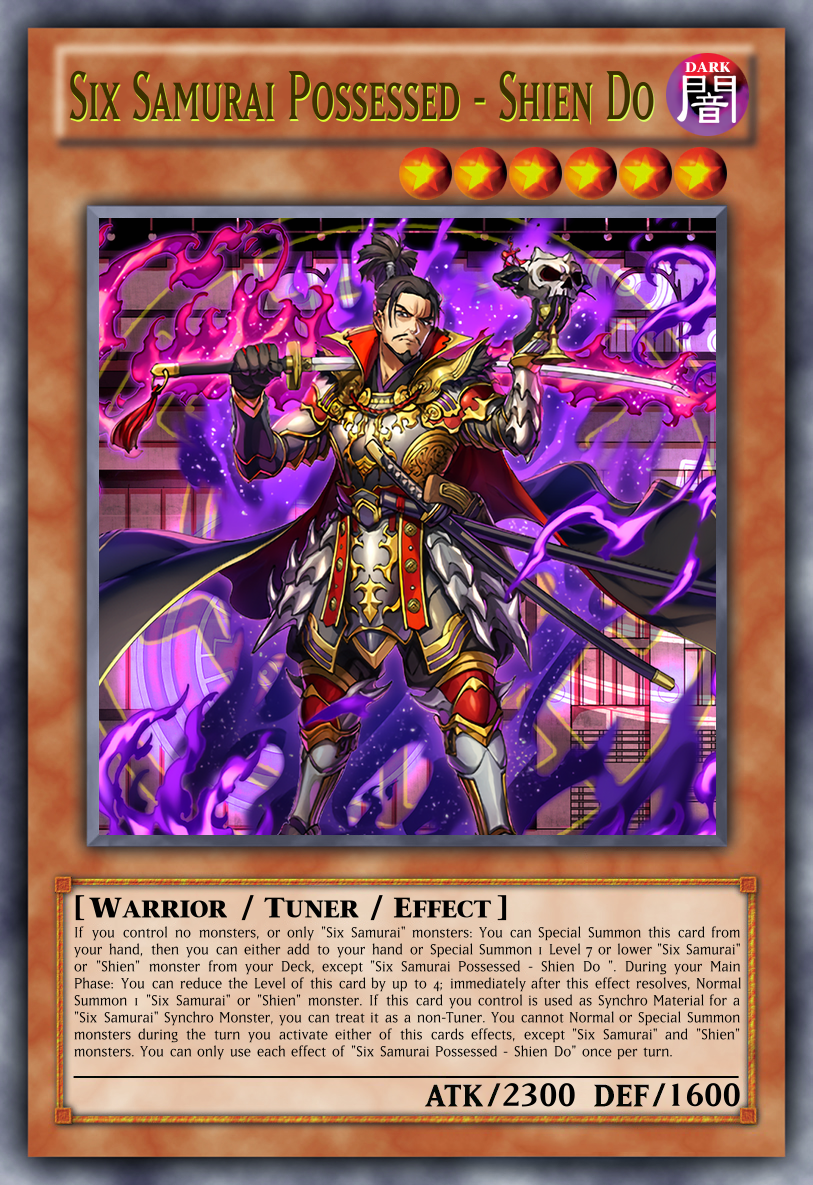 Six Samurai Possessed - Shien Do
DARK
闇
[ Warrior / Tuner / Effect ]
If you control no monsters, or only "Six Samurai" monsters: You can Special Summon this card from
your hand, then you can either add to your hand or Special Summon 1 Level 7 or lower "Six Samurai"
or "Shien" monster from your Deck, except "Six Samurai Possessed - Shien Do ". During your Main
Phase: You can reduce the Level of this card by up to 4; immediately after this effect resolves, Normal
Summon 1 "Six Samurai" or "Shien" monster. If this card you control is used as Synchro Material for a
"Six Samurai" Synchro Monster, you can treat it as a non-Tuner. You cannot Normal or Special Summon
monsters during the turn you activate either of this cards effects, except "Six Samurai" and "Shien"
monsters. You can only use each effect of "Six Samurai Possessed - Shien Do" once per turn.
ATK/2300 DEF/1600